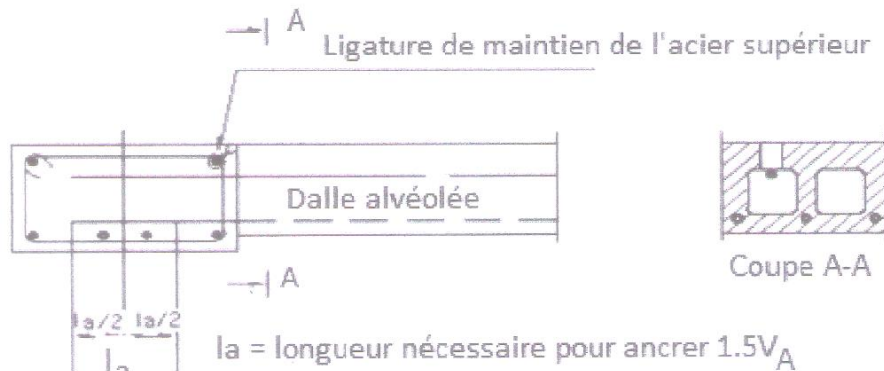 A
Ligature de maintien de l'acier supérieur
Dalle alvéolée
A
Coupe A-A
la/2 la/2
la = longueur nécessaire pour ancrer 1.5VA
la